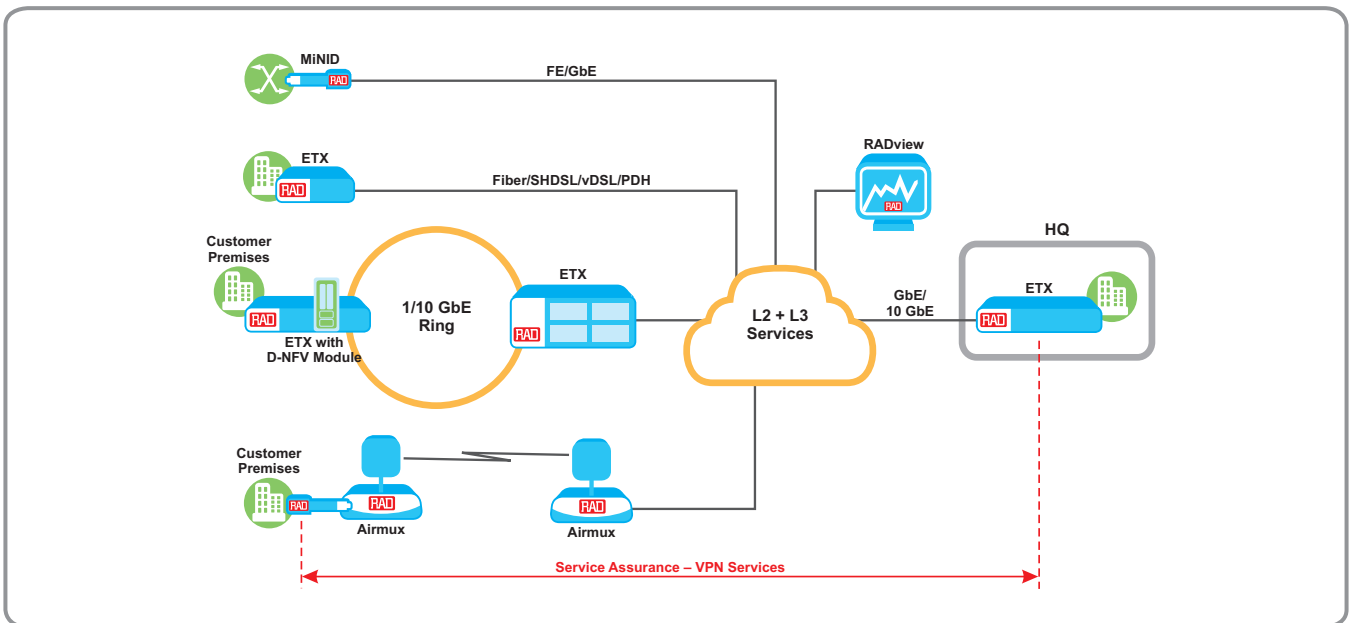 MiNID
RAD
FE/GbE
ETX
RAD
Fiber/SHDSL/vDSL/PDH
RADview
RAD
Customer
Premises
RAD
ETX with
D-NFV Module
1/10 GbE
Ring
ETX
RAD
L2 + L3
Services
GbE/
10 GbE
HQ
ETX
RAD
Customer
Premises
RAD
RAD
Airmux
RAD
Airmux
Service Assurance – VPN Services